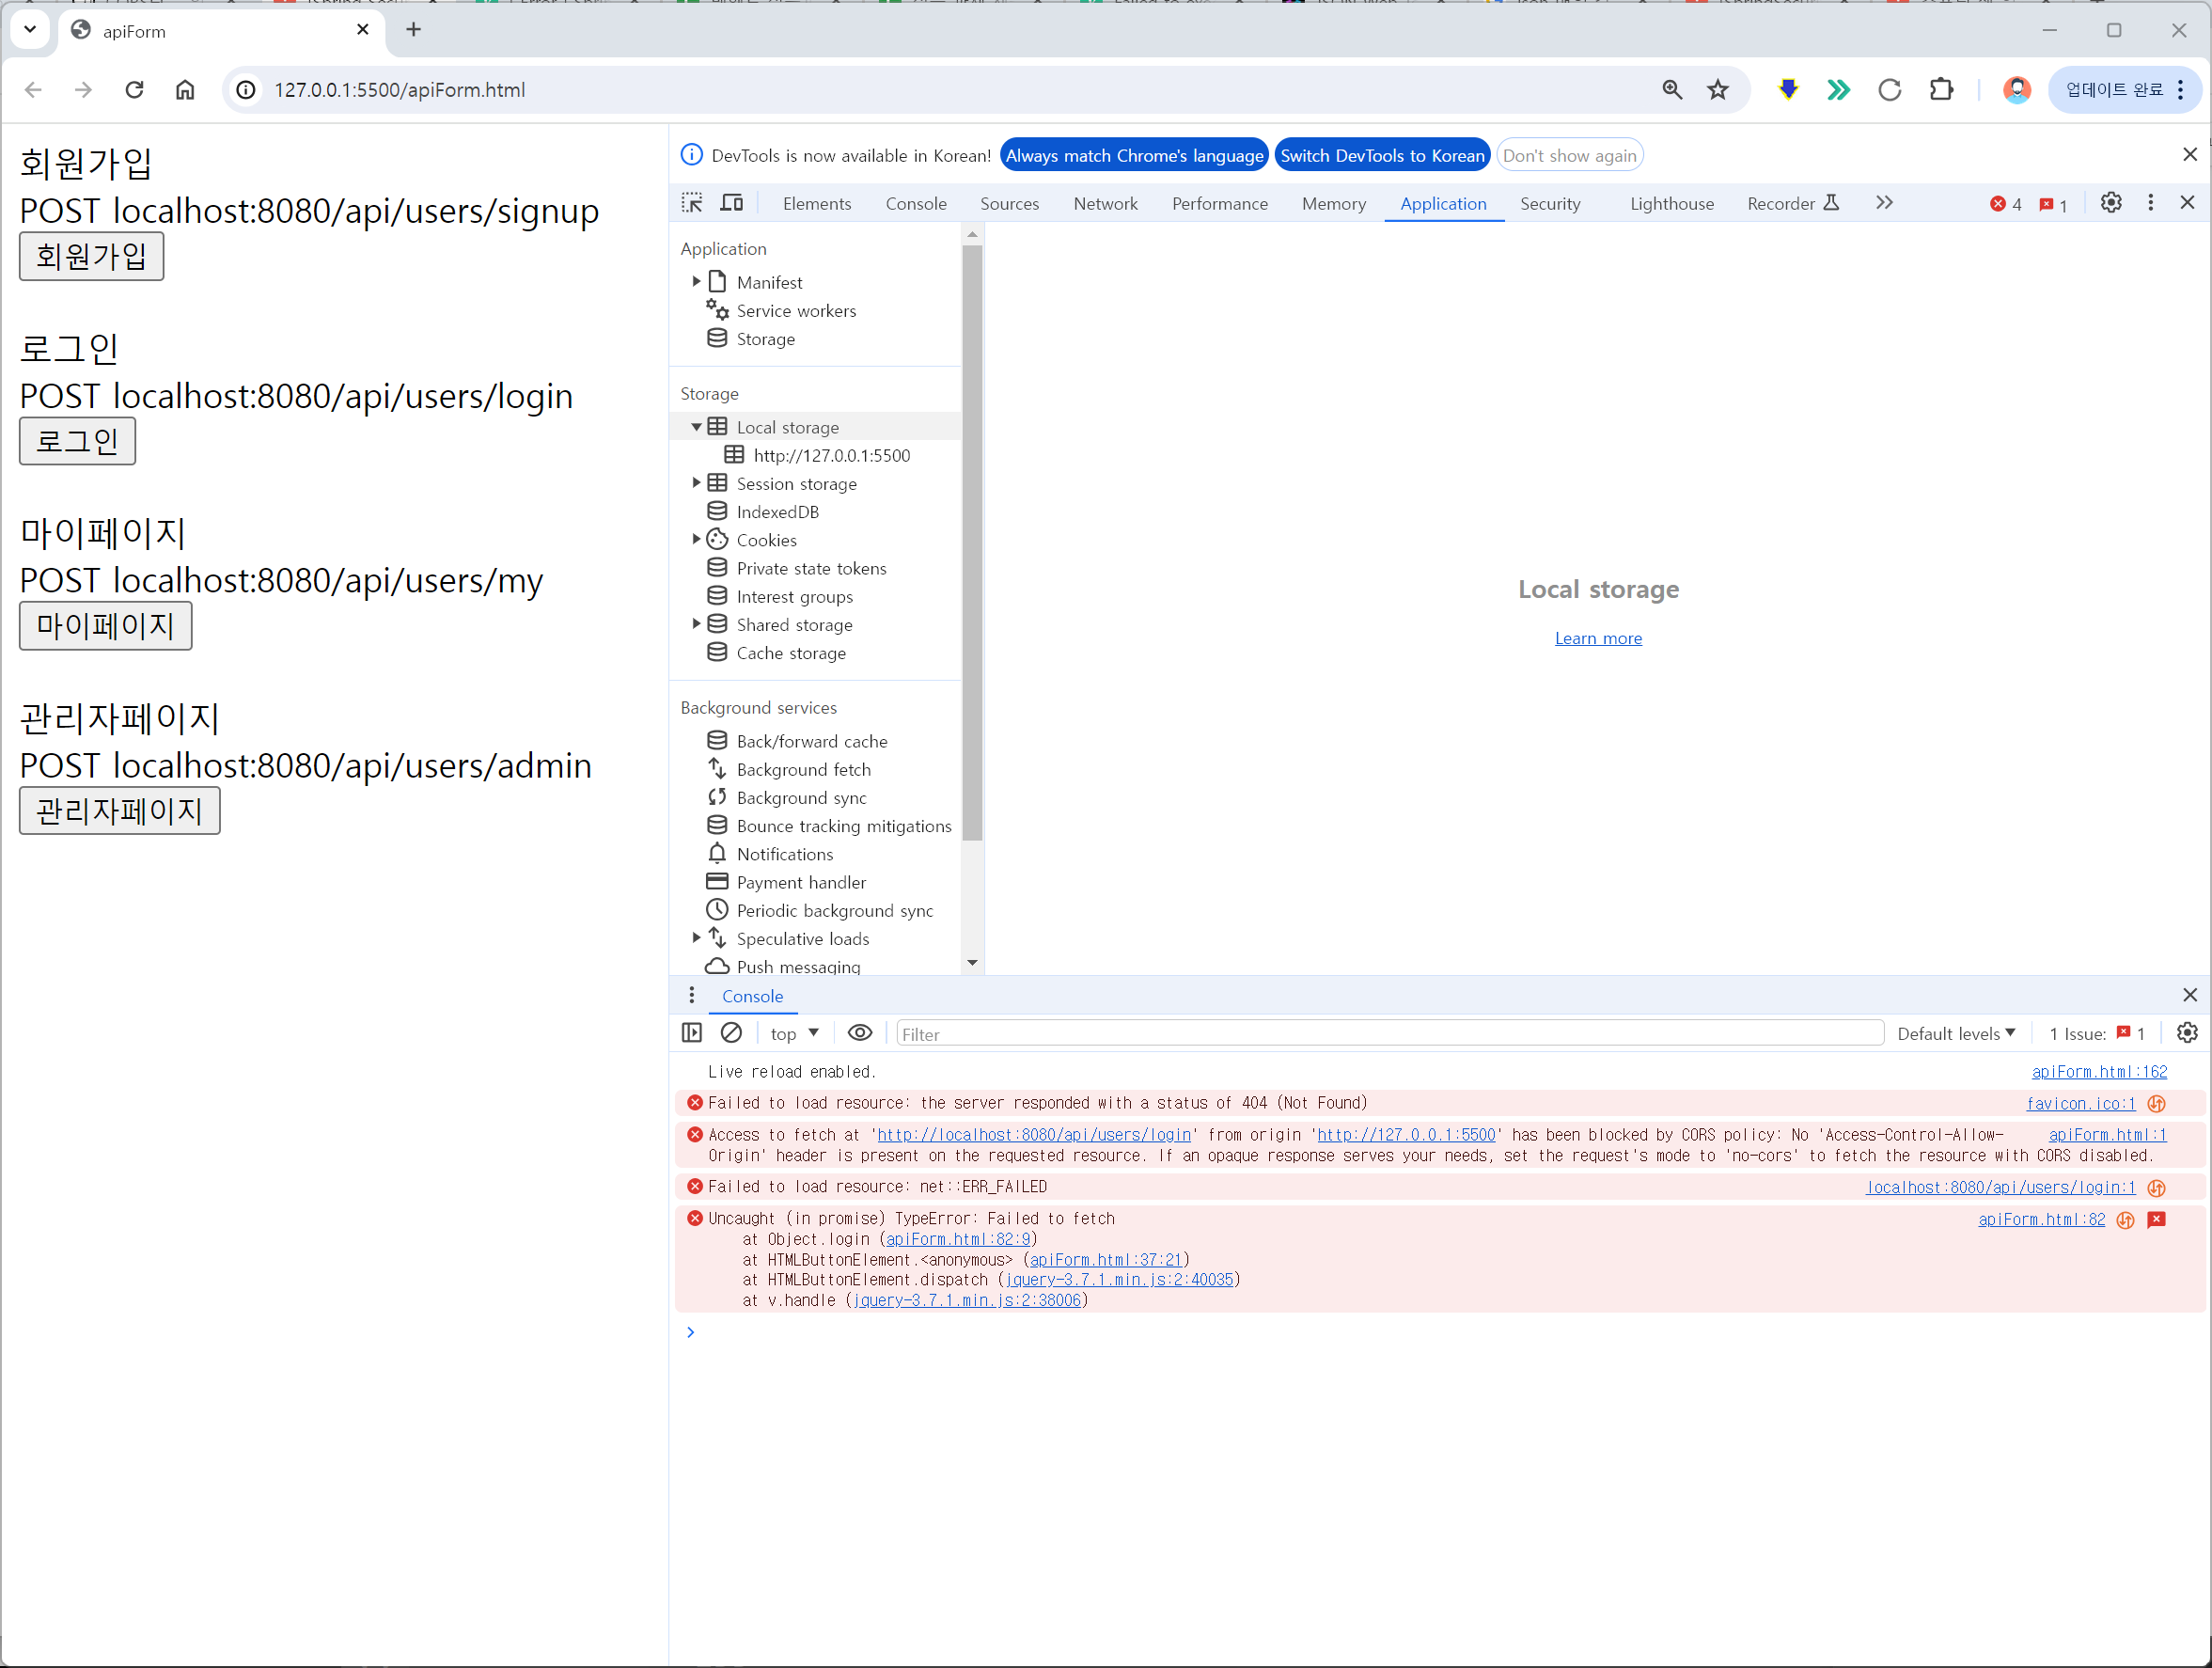 apiForm
127.0.0.1:5500/apiForm.html
업데이트 완료
회원가입
POST localhost:8080/api/users/signup
회원가입
로그인
POST localhost:8080/api/users/login
로그인
마이페이지
POST localhost:8080/api/users/my
마이페이지
관리자페이지
POST localhost:8080/api/users/admin
관리자페이지
DevTools is now available in Korean! Always match Chrome's language Switch DevTools to Korean Don't show again
Elements Console Sources Network Performance Memory Application Security Lighthouse Recorder 4 1
Application
Manifest
Service workers
Storage
Storage
Local storage
http://127.0.0.1:5500
Session storage
IndexedDB
Cookies
Private state tokens
Interest groups
Shared storage
Cache storage
Background services
Back/forward cache
Background fetch
Background sync
Bounce tracking mitigations
Notifications
Payment handler
Periodic background sync
Speculative loads
Push messaging
Local storage
Learn more
Console
top Filter Default levels 1 Issue: 1
Live reload enabled. apiForm.html:162
Failed to load resource: the server responded with a status of 404 (Not Found) favicon.ico:1
Access to fetch at 'http://localhost:8080/api/users/login' from origin 'http://127.0.0.1:5500' has been blocked by CORS policy: No 'Access-Control-Allow- apiForm.html:1
Origin' header is present on the requested resource. If an opaque response serves your needs, set the request's mode to 'no-cors' to fetch the resource with CORS disabled.
Failed to load resource: net::ERR_FAILED localhost:8080/api/users/login:1
Uncaught (in promise) TypeError: Failed to fetch apiForm.html:82
at Object.login (apiForm.html:82:9)
at HTMLButtonElement.<anonymous> (apiForm.html:37:21)
at HTMLButtonElement.dispatch (jquery-3.7.1.min.js:2:40035)
at v.handle (jquery-3.7.1.min.js:2:38006)